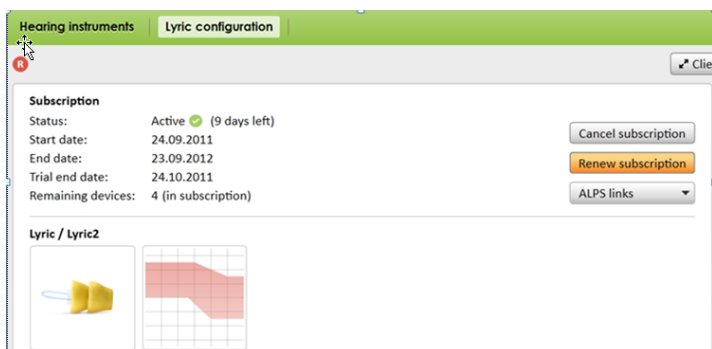 Hearing instruments Lyric configuration
R
Clie
Subscription
Status: Active (9 days left)
Start date: 24.09.2011
Cancel subscription
End date: 23.09.2012
Renew subscription
Trial end date: 24.10.2011
Remaining devices: 4 (in subscription)
ALPS links
Lyric / Lyric2